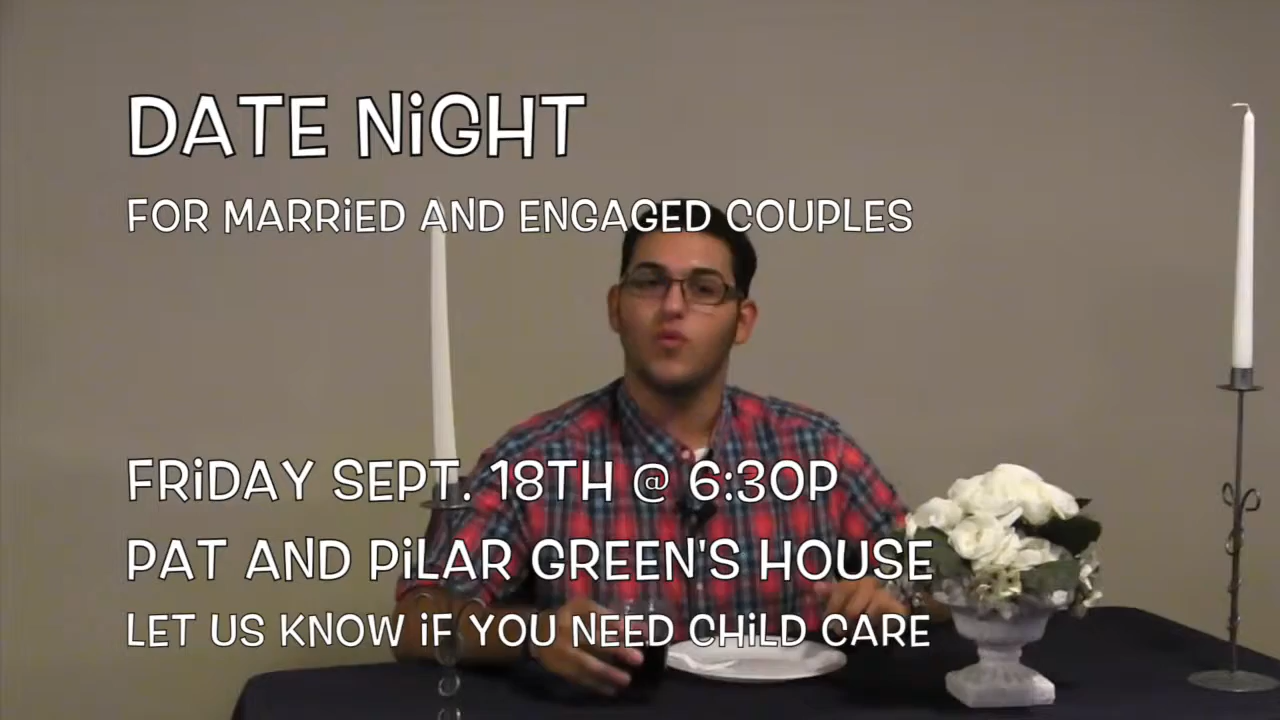 DATE NIGHT
FOR MARRIED AND ENGAGED COUPLES
FRIDAY SEPT. 18TH @ 6:30P
PAT AND PILAR GREEN'S HOUSE
LET US KNOW IF YOU NEED CHILD CARE